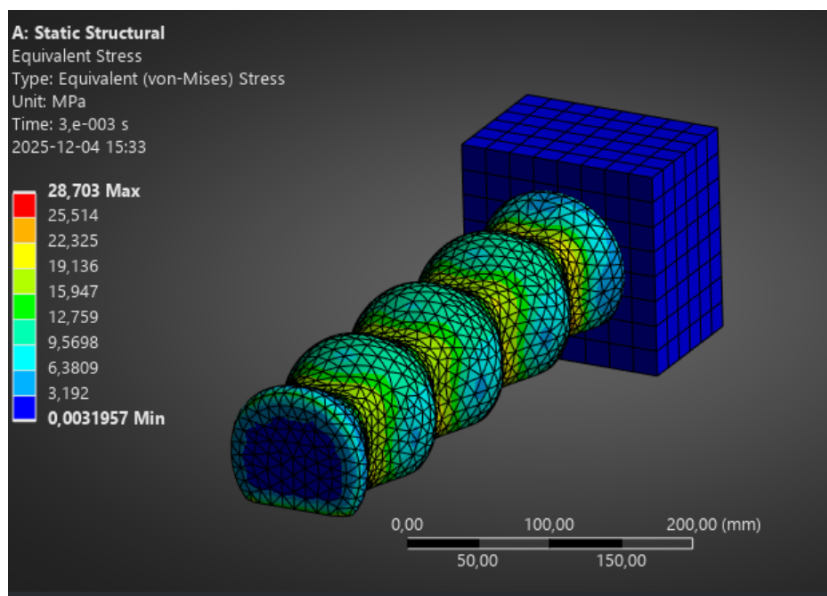 A: Static Structural
Equivalent Stress
Type: Equivalent (von-Mises) Stress
Unit: MPa
Time: 3,e-003 s
2025-12-04 15:33
28,703 Max
25,514
22,325
19,136
15,947
12,759
9,5698
6,3809
3,192
0,0031957 Min
0,00 100,00 200,00 (mm)
50,00 150,00